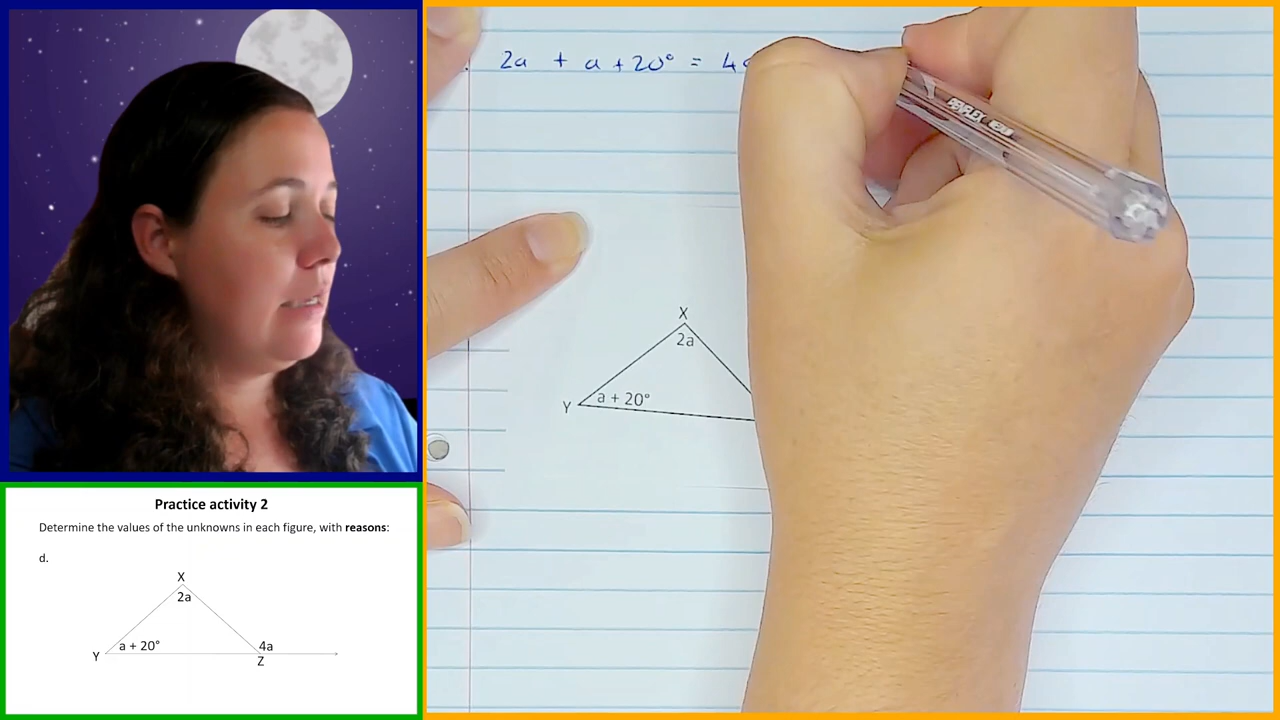 2a + a + 20° = 4a
X
2a
a + 20°
Y
Practice activity 2
Determine the values of the unknowns in each figure, with reasons:
d.
X
2a
a + 20°
4a
Y
Z